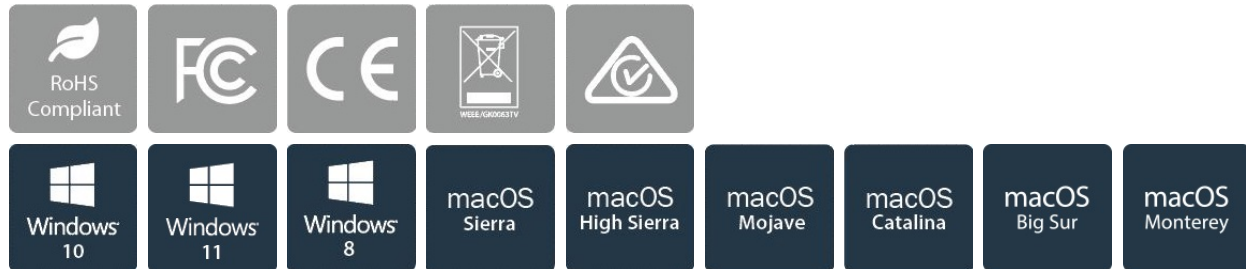 RoHS
Compliant
FC
CE
WEEE/GK0083TV
Windows
10
Windows
11
Windows
8
macOS
Sierra
macOS
High Sierra
macOS
Mojave
macOS
Catalina
macOS
Big Sur
macOS
Monterey